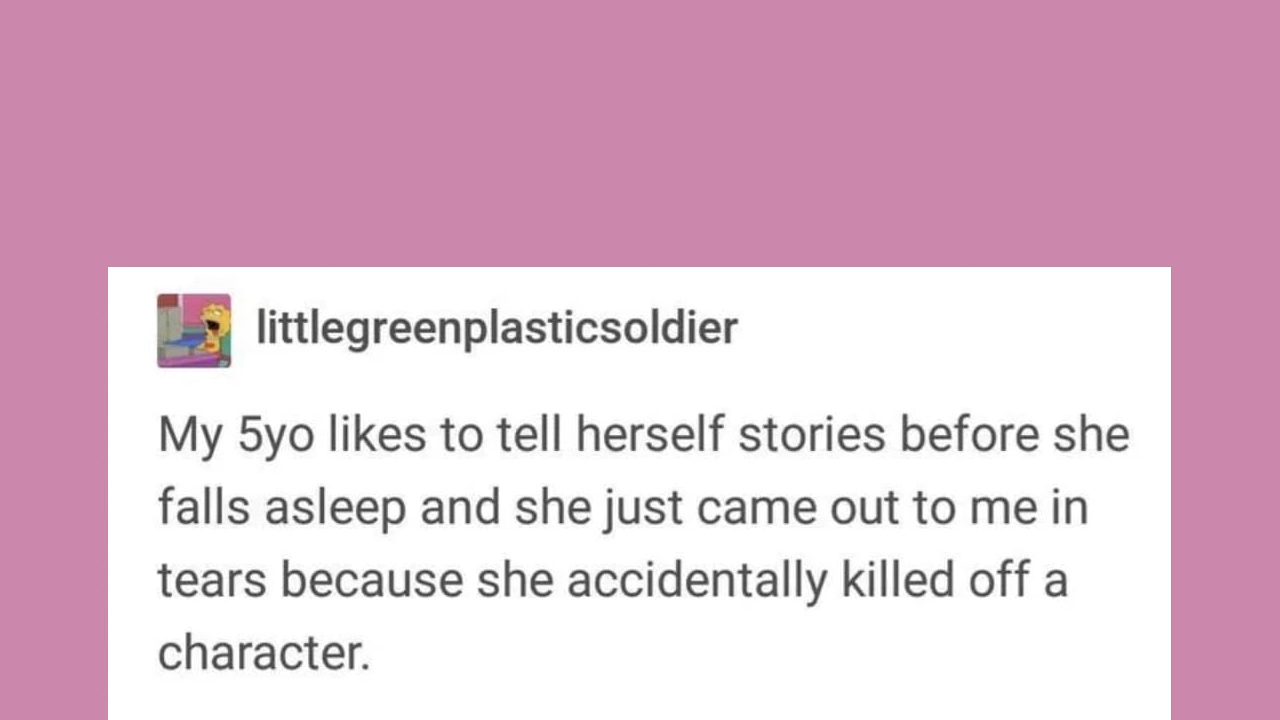 littlegreenplasticsoldier
My 5yo likes to tell herself stories before she
falls asleep and she just came out to me in
tears because she accidentally killed off a
character.